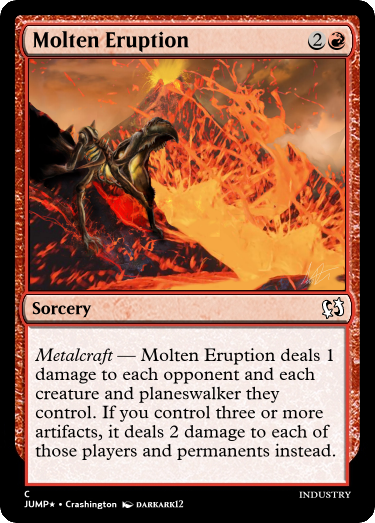 Molten Eruption 2
Sorcery
Metalcraft — Molten Eruption deals 1
damage to each opponent and each
creature and planeswalker they
control. If you control three or more
artifacts, it deals 2 damage to each of
those players and permanents instead.
C
INDUSTRY
JUMP★ • Crashington DARKARK12